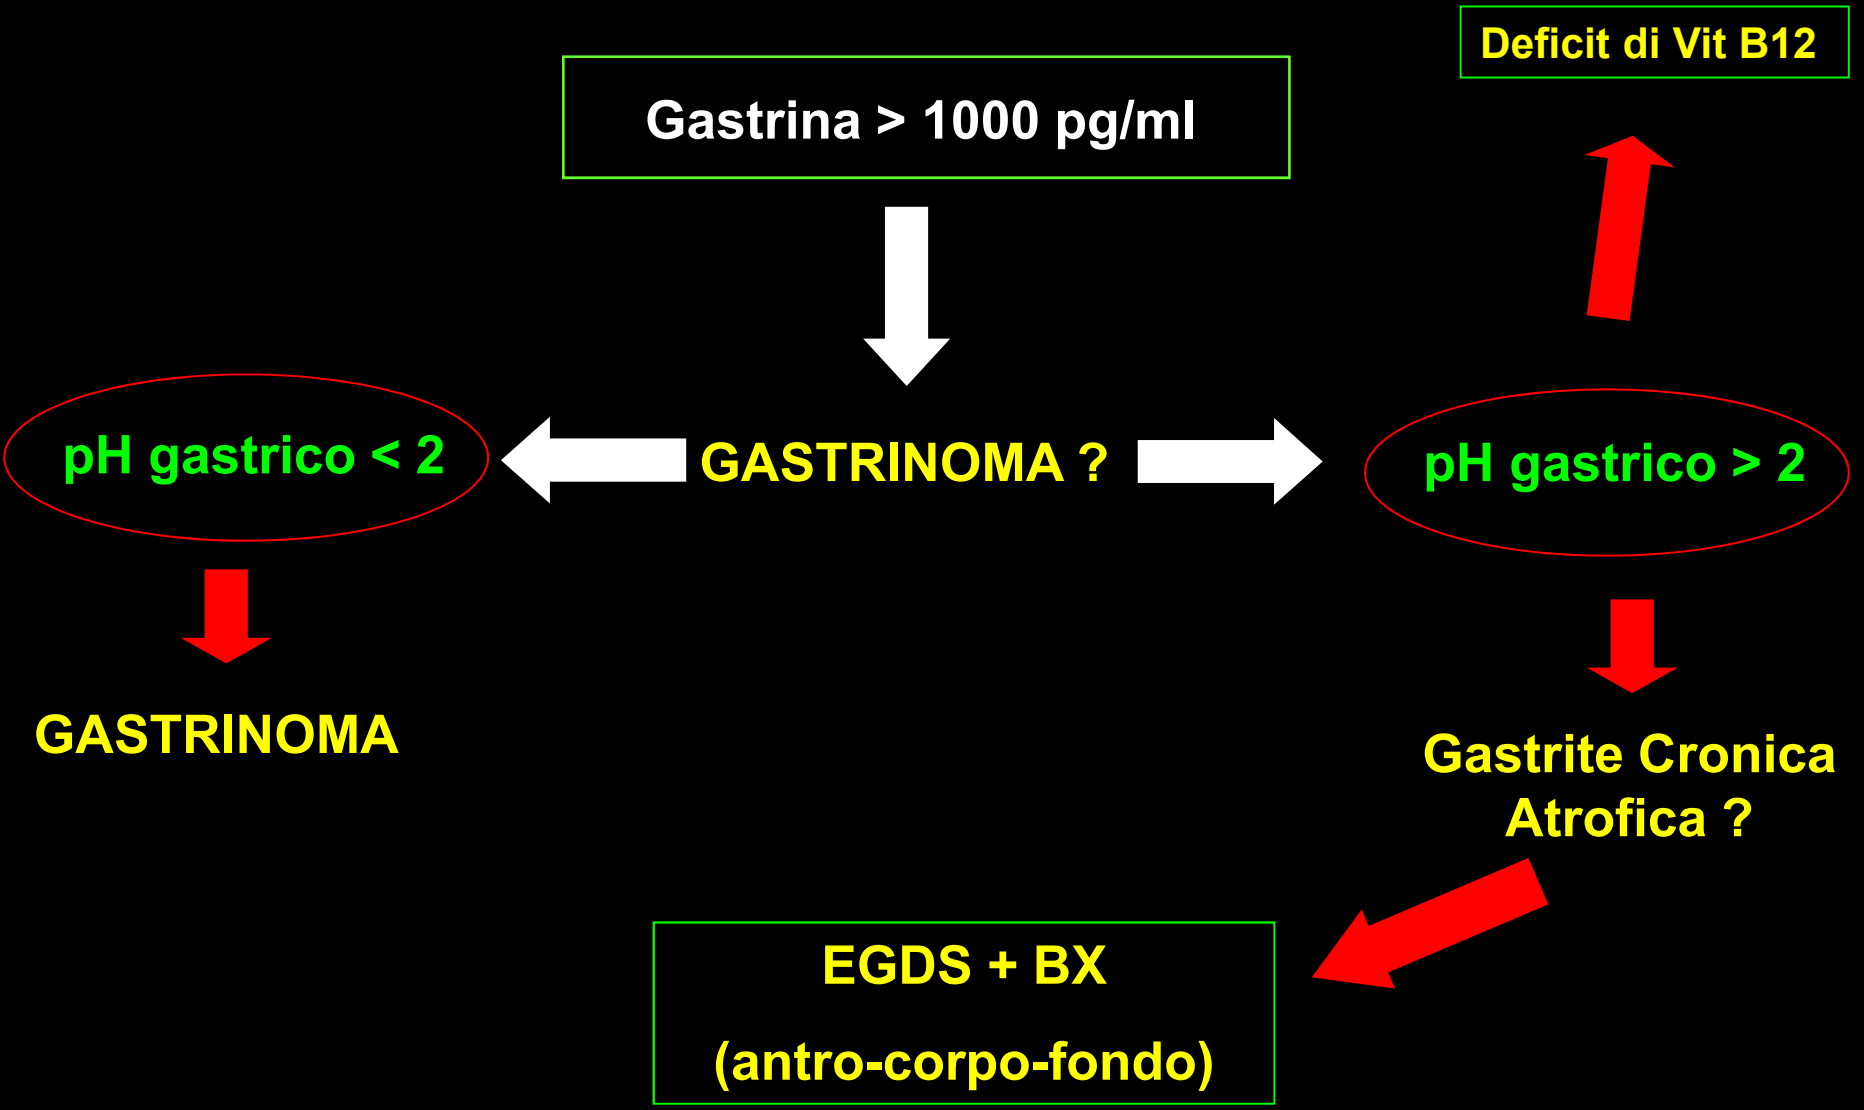 Deficit di Vit B12
Gastrina > 1000 pg/ml
pH gastrico < 2
GASTRINOMA ?
pH gastrico > 2
GASTRINOMA
Gastrite Cronica
Atrofica ?
EGDS + BX
(antro-corpo-fondo)